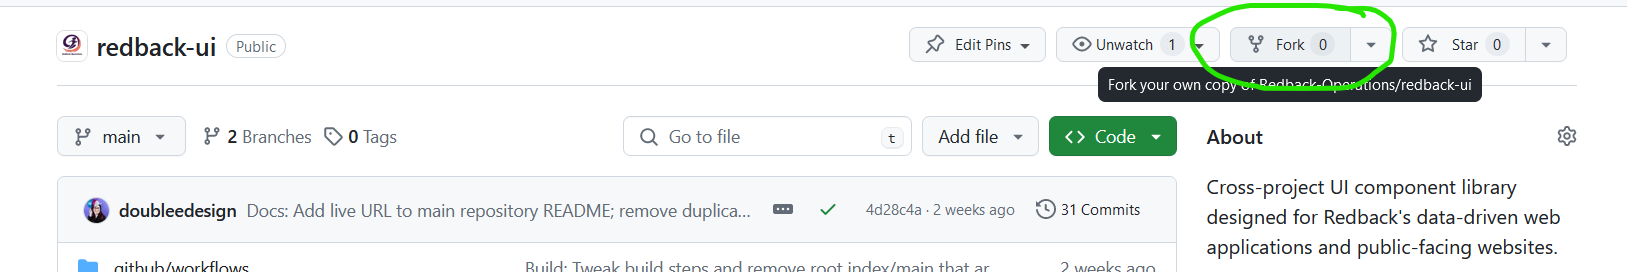 redback-ui Public Edit Pins Unwatch 1 Fork 0 Star 0
Fork your own copy of Redback-Operations/redback-ui
main 2 Branches 0 Tags Go to file t Add file Code About
Cross-project UI component library
designed for Redback's data-driven web
applications and public-facing websites.
doubleedesign Docs: Add live URL to main repository README; remove duplica... 4d28c4a · 2 weeks ago 31 Commits
.github/workflows Build: Tweak build steps and remove root index/main that ar... 2 weeks ago